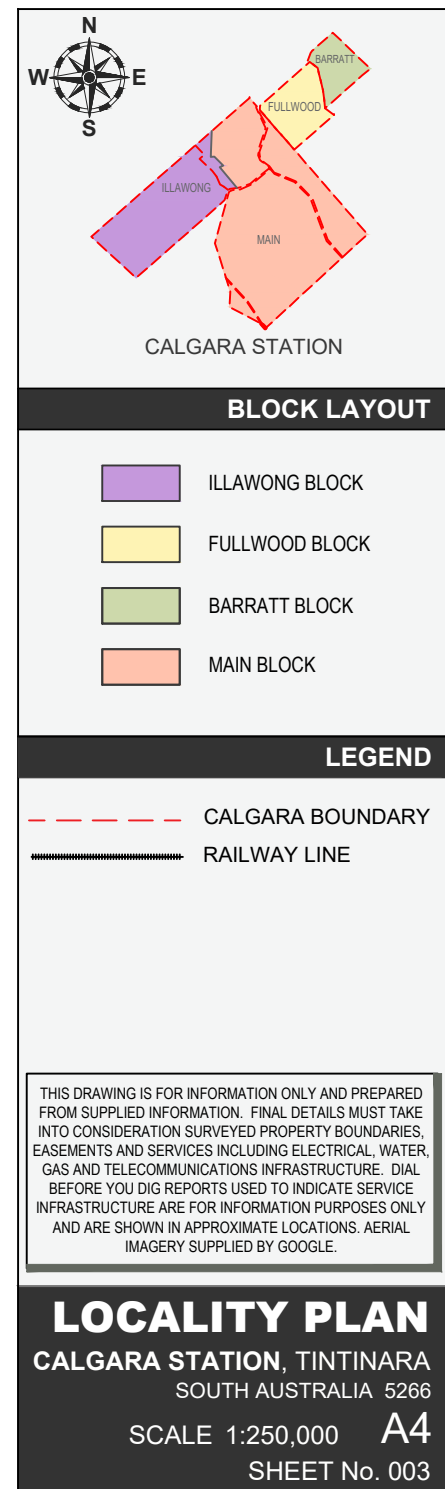 N
W E
S
BARRATT
FULLWOOD
ILLAWONG
MAIN
CALGARA STATION
BLOCK LAYOUT
ILLAWONG BLOCK
FULLWOOD BLOCK
BARRATT BLOCK
MAIN BLOCK
LEGEND
CALGARA BOUNDARY
RAILWAY LINE
THIS DRAWING IS FOR INFORMATION ONLY AND PREPARED
FROM SUPPLIED INFORMATION. FINAL DETAILS MUST TAKE
INTO CONSIDERATION SURVEYED PROPERTY BOUNDARIES,
EASEMENTS AND SERVICES INCLUDING ELECTRICAL, WATER,
GAS AND TELECOMMUNICATIONS INFRASTRUCTURE. DIAL
BEFORE YOU DIG REPORTS USED TO INDICATE SERVICE
INFRASTRUCTURE ARE FOR INFORMATION PURPOSES ONLY
AND ARE SHOWN IN APPROXIMATE LOCATIONS. AERIAL
IMAGERY SUPPLIED BY GOOGLE.
LOCALITY PLAN
CALGARA STATION, TINTINARA
SOUTH AUSTRALIA 5266
SCALE 1:250,000 A4
SHEET No. 003